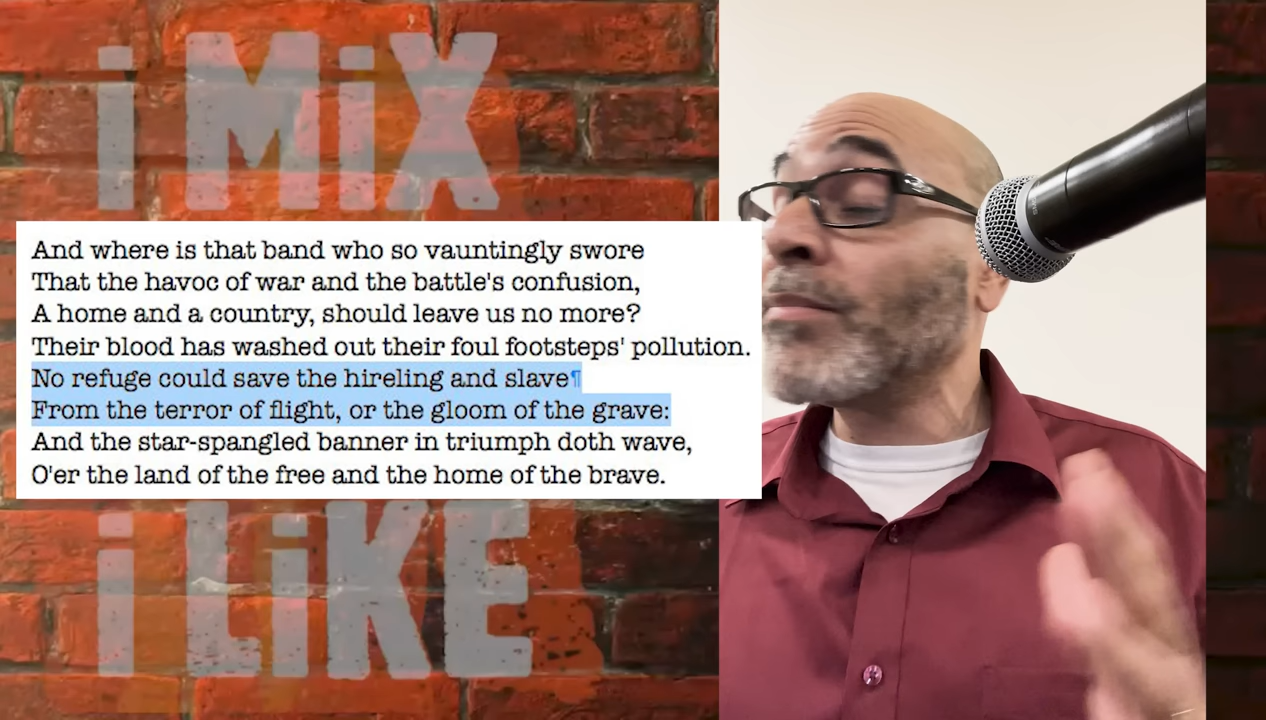 i MiX
And where is that band who so vauntingly swore
That the havoc of war and the battle's confusion,
A home and a country, should leave us no more?
Their blood has washed out their foul footsteps' pollution.
No refuge could save the hireling and slave¶
From the terror of flight, or the gloom of the grave:
And the star-spangled banner in triumph doth wave,
O'er the land of the free and the home of the brave.
i LiKE